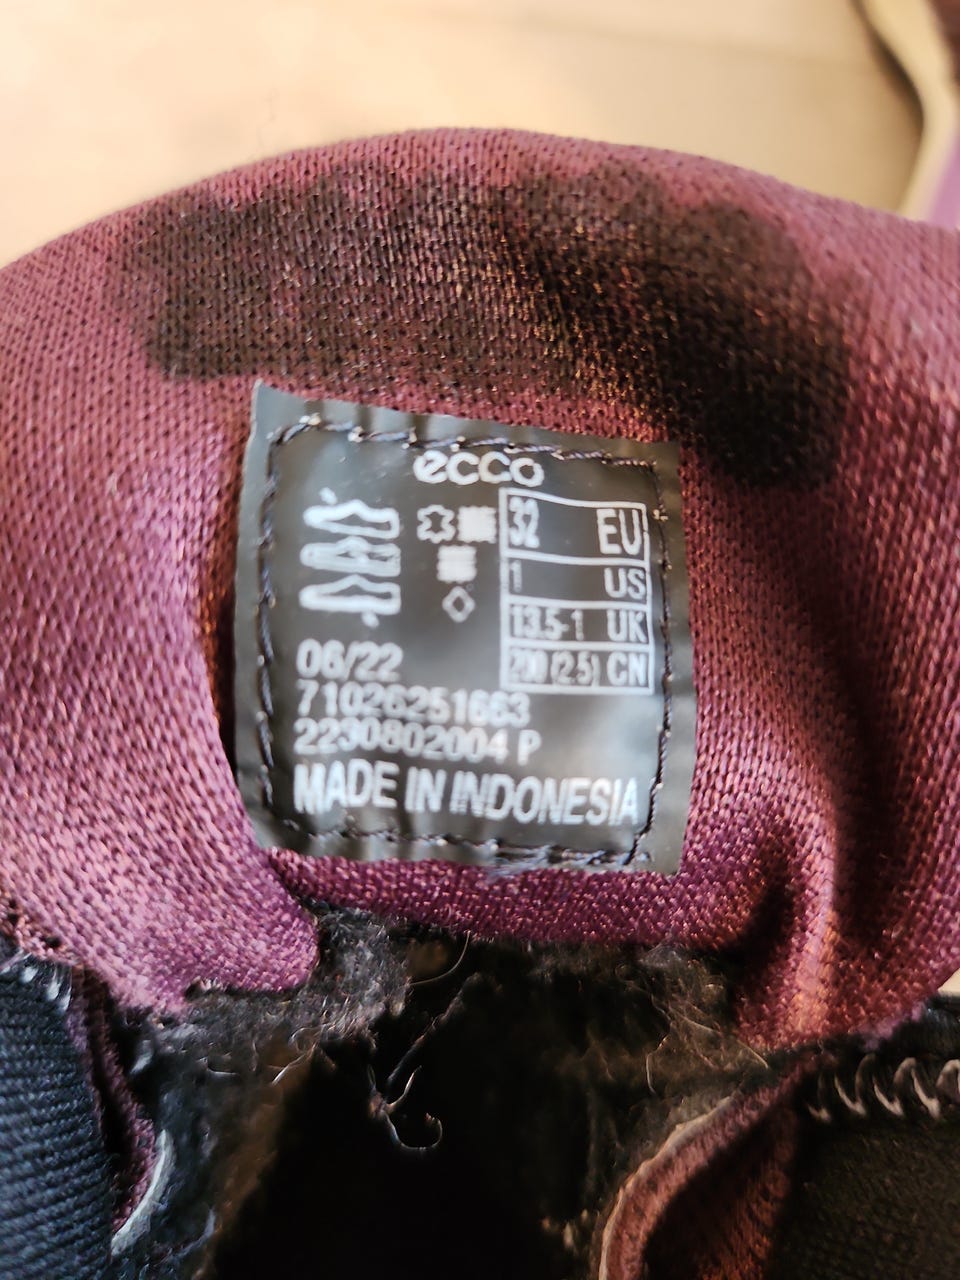 ecco
32 EU
1 US
13.5-1 UK
200 (2.5) CN
06/22
71026251663
2230802004 P
MADE IN INDONESIA